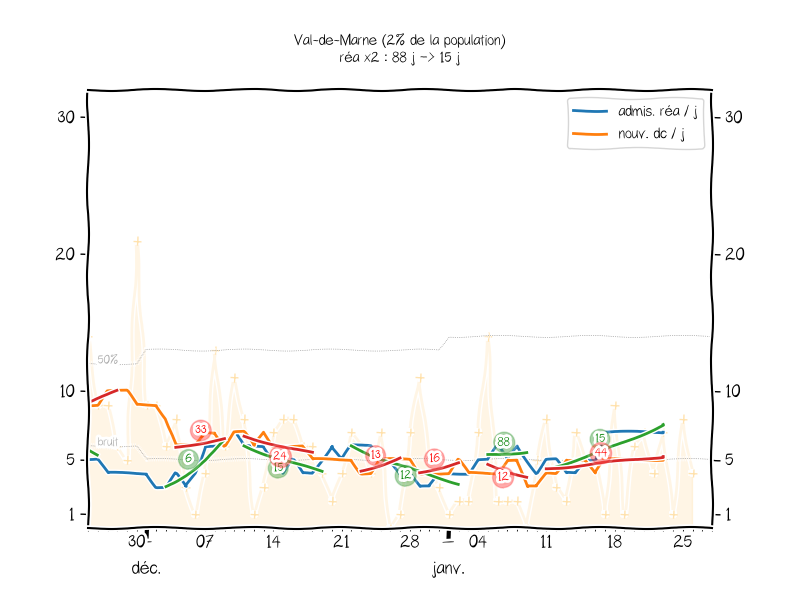 Val-de-Marne (2% de la population)
réa x2 : 88 j -> 15 j
admis. réa / j
nouv. dc / j
30 30
20 20
50%
10 10
33 88 15
bruit
5 6 24 13 16 44 5
12 12
1 1
30 07 14 21 28 04 11 18 25
déc. janv.